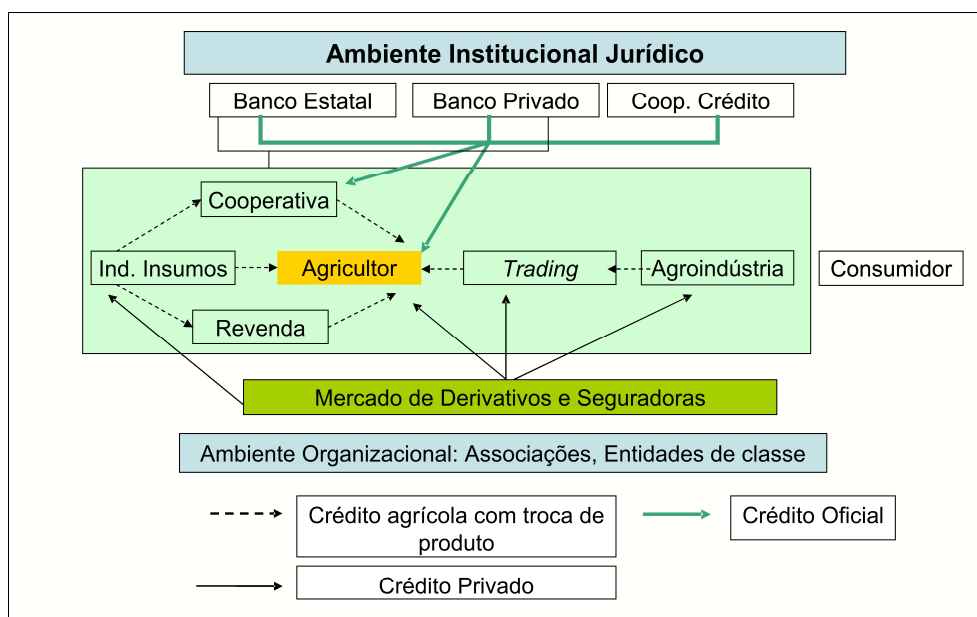 Ambiente Institucional Jurídico
Banco Estatal
Banco Privado
Coop. Crédito
Cooperativa
Ind. Insumos
Agricultor
Trading
Agroindústria
Consumidor
Revenda
Mercado de Derivativos e Seguradoras
Ambiente Organizacional: Associações, Entidades de classe
Crédito agrícola com troca de
produto
Crédito Oficial
Crédito Privado